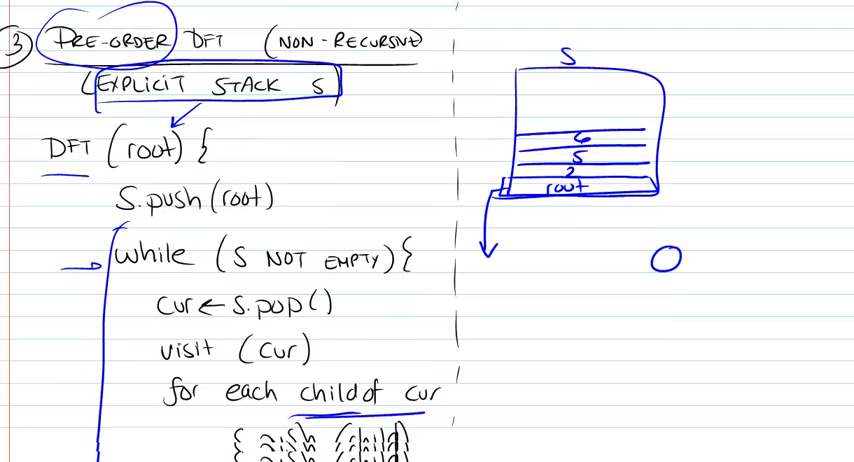 3) PRE-ORDER DFT (NON-RECURSIVE)
(EXPLICIT STACK S)
DFT (root) {
S.push(root)
while (S NOT EMPTY) {
cur ← S.pop()
visit (cur)
for each child of cur
S
6
5
2
root